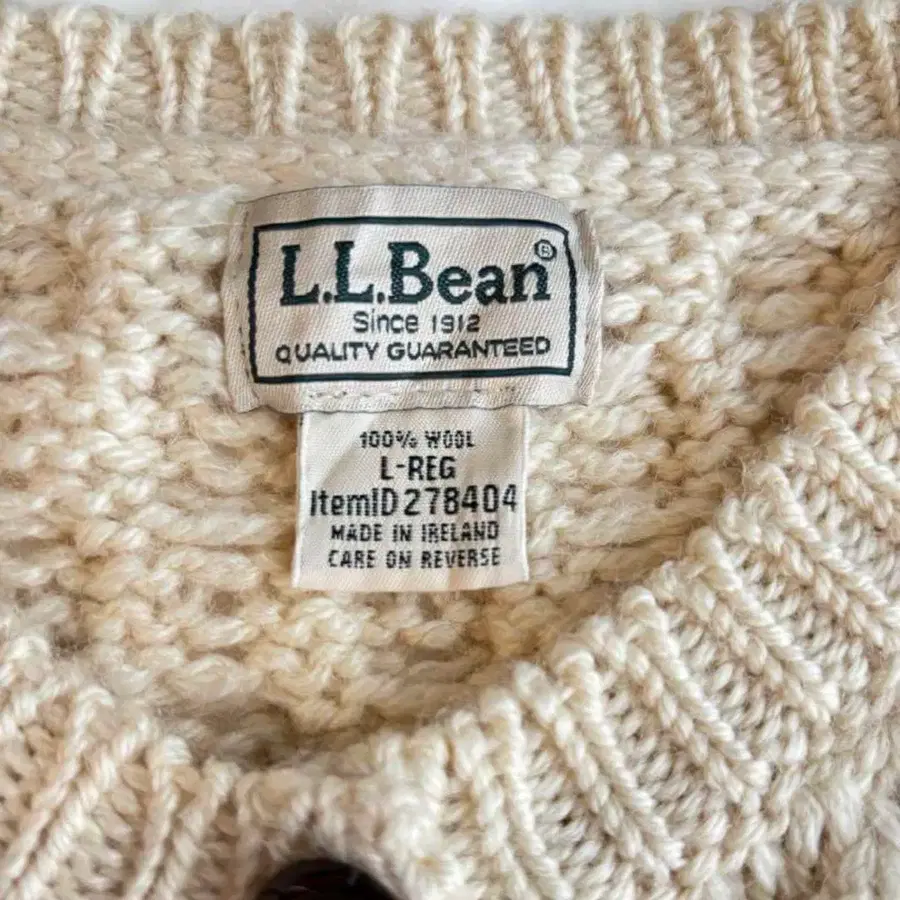 L.L.Bean®
Since 1912
QUALITY GUARANTEED
100% WOOL
L-REG
ItemID 278404
MADE IN IRELAND
CARE ON REVERSE